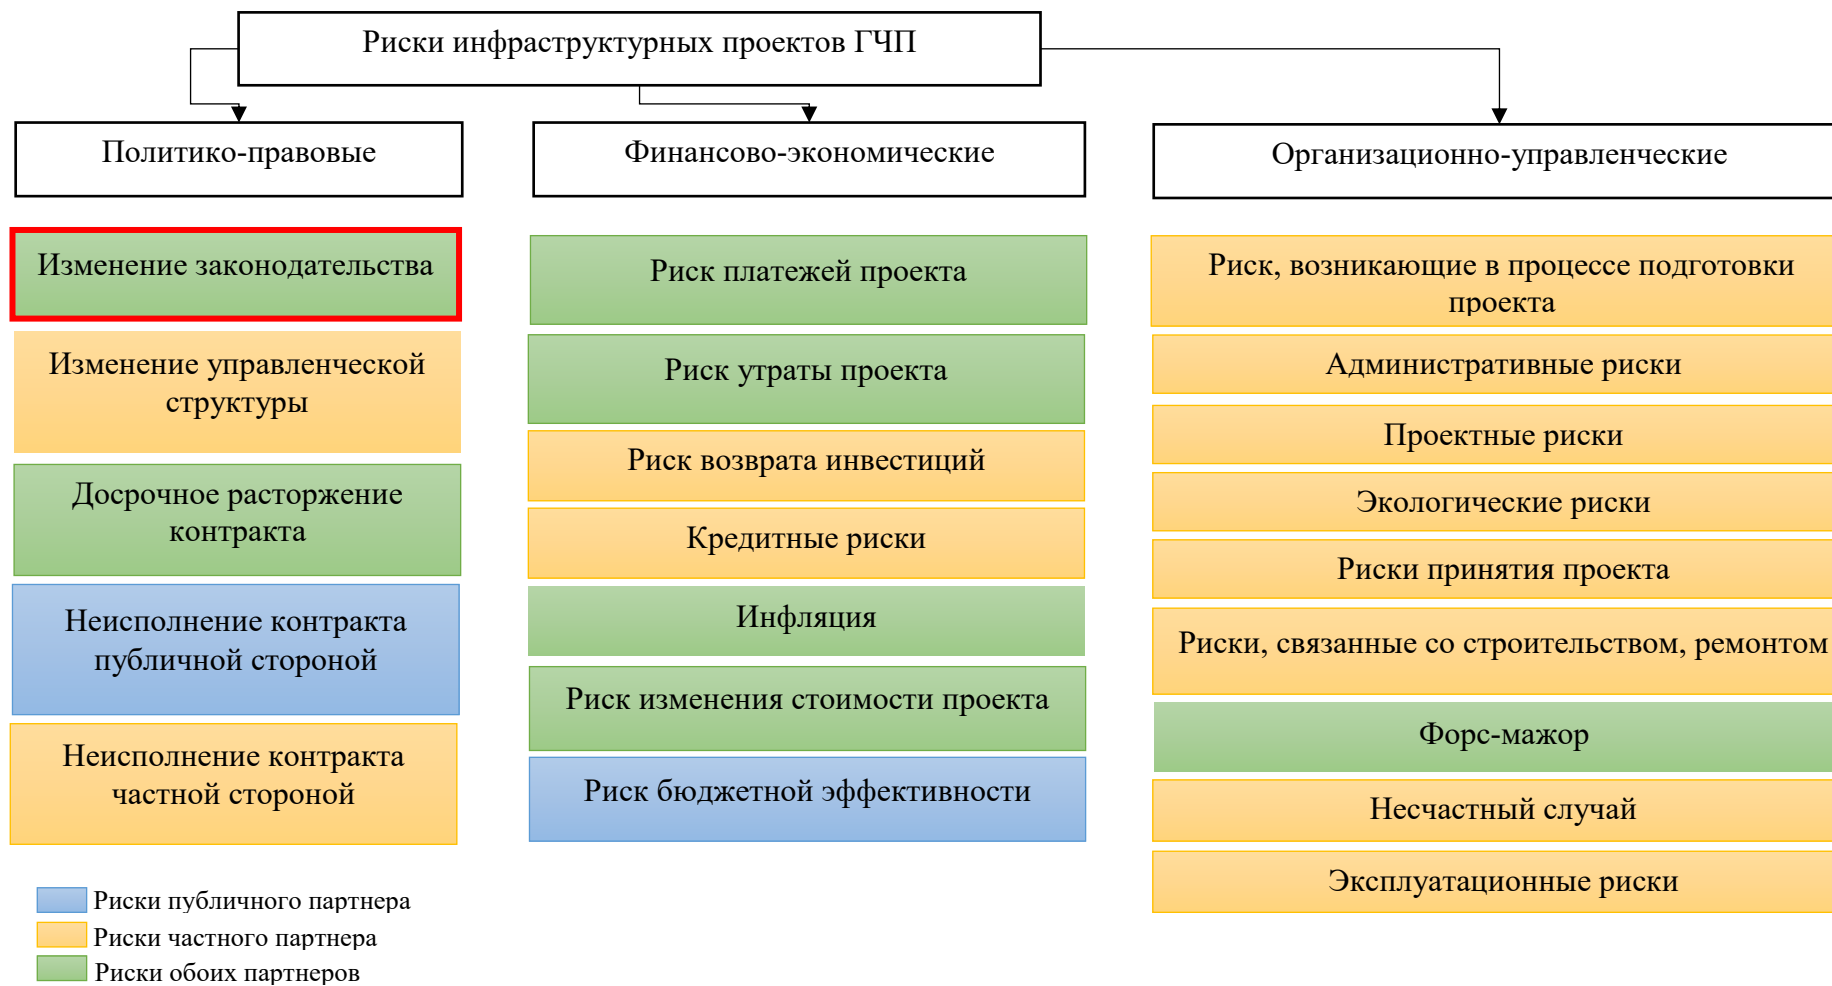 Риски инфраструктурных проектов ГЧП
Политико-правовые
Изменение законодательства
Изменение управленческой
структуры
Досрочное расторжение
контракта
Неисполнение контракта
публичной стороной
Неисполнение контракта
частной стороной
Финансово-экономические
Риск платежей проекта
Риск утраты проекта
Риск возврата инвестиций
Кредитные риски
Инфляция
Риск изменения стоимости проекта
Риск бюджетной эффективности
Организационно-управленческие
Риск, возникающие в процессе подготовки
проекта
Административные риски
Проектные риски
Экологические риски
Риски принятия проекта
Риски, связанные со строительством, ремонтом
Форс-мажор
Несчастный случай
Эксплуатационные риски
Риски публичного партнера
Риски частного партнера
Риски обоих партнеров